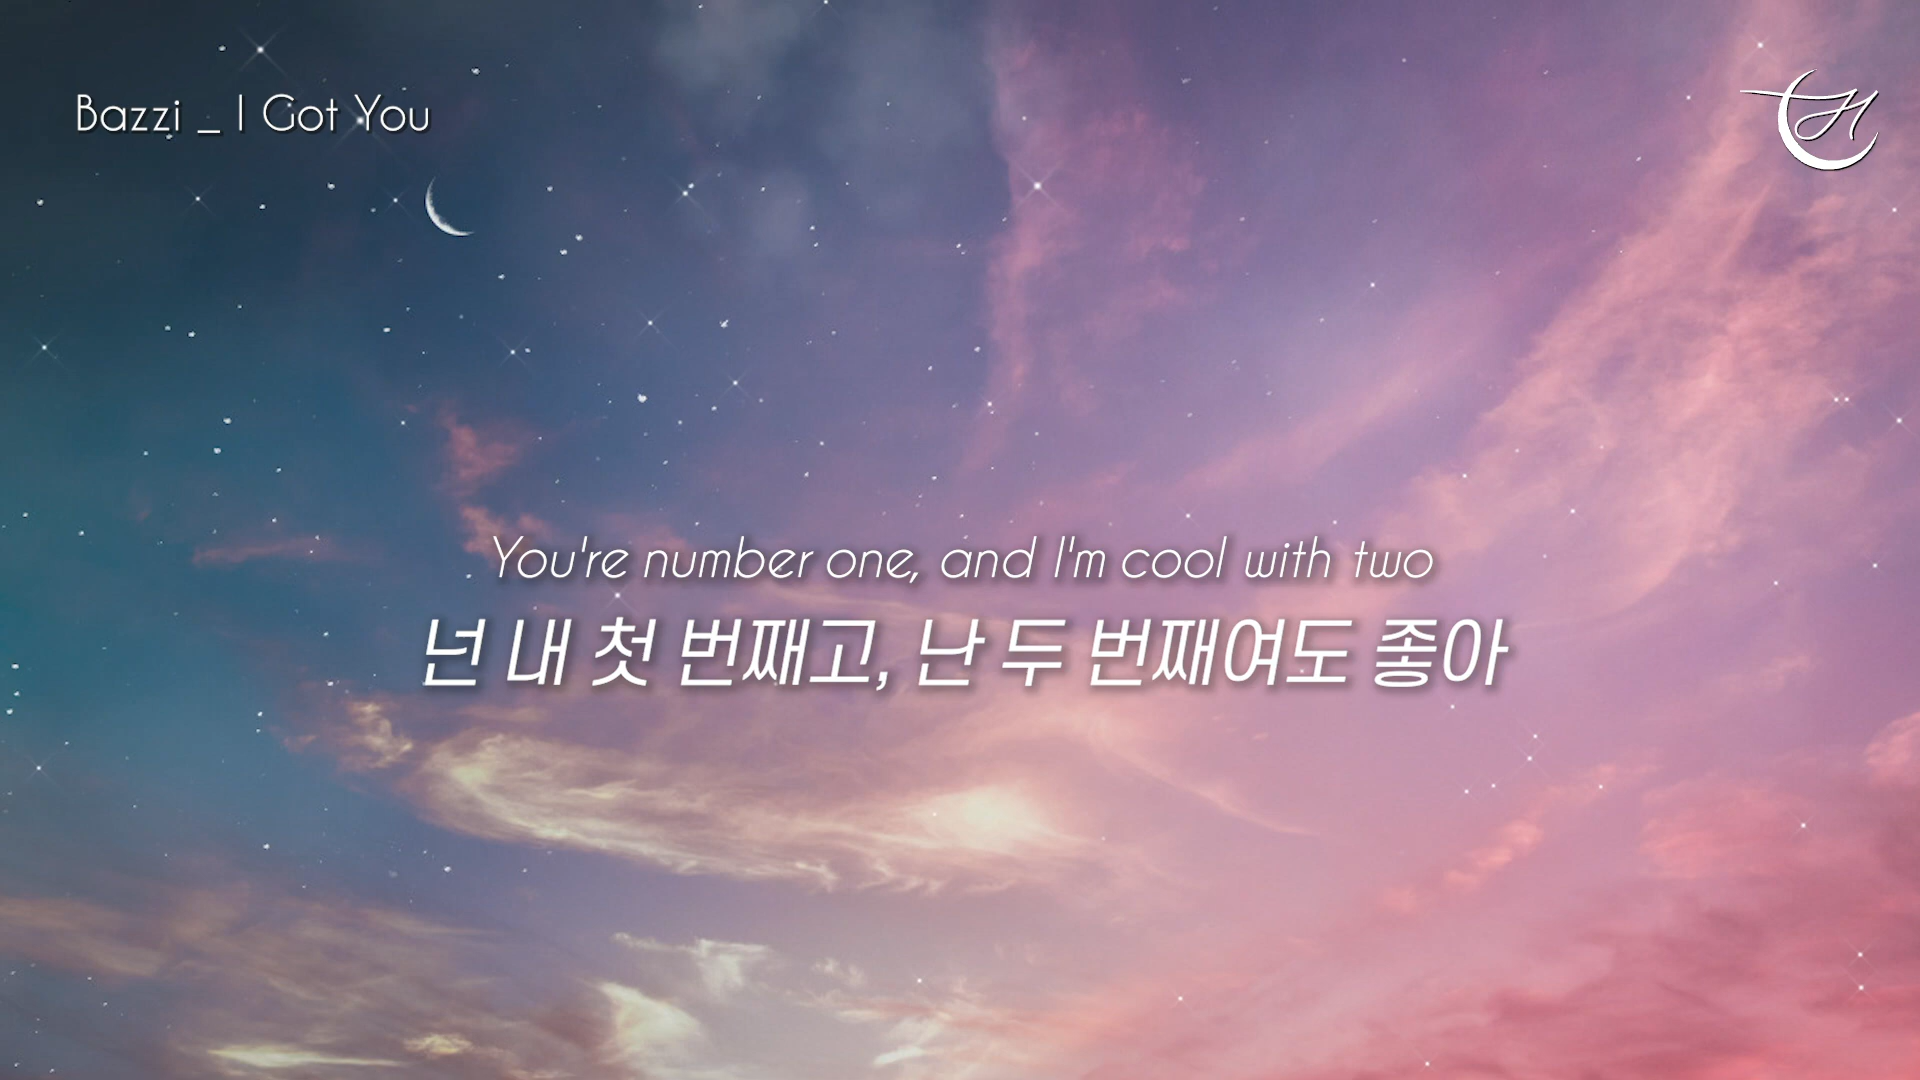 Bazzi _ I Got You
You're number one, and I'm cool with two
넌 내 첫 번째고, 난 두 번째여도 좋아